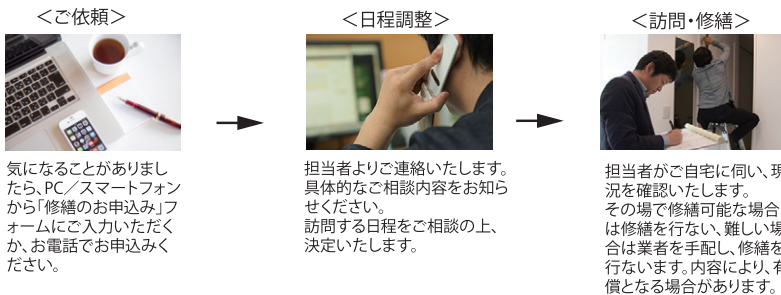 <ご依頼>
気になることがありまし
たら、PC/スマートフォン
から「修繕のお申込み」フ
ォームにご入力いただく
か、お電話でお申込みく
ださい。
<日程調整>
担当者よりご連絡いたします。
具体的なご相談内容をお知ら
せください。
訪問する日程をご相談の上、
決定いたします。
<訪問・修繕>
担当者がご自宅に伺い、現
況を確認いたします。
その場で修繕可能な場合
は修繕を行ない、難しい場
合は業者を手配し、修繕を
行ないます。内容により、有
償となる場合があります。